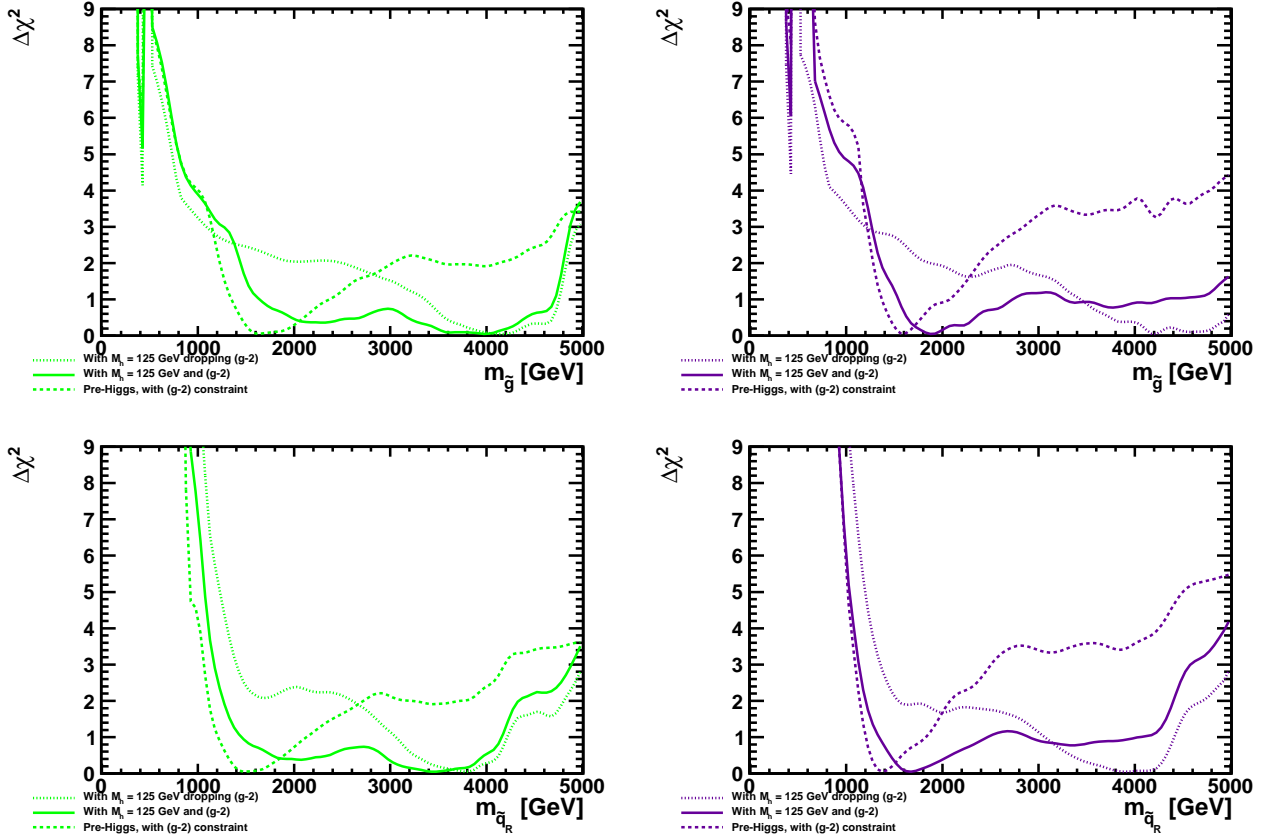 Δχ²
9
8
7
6
5
4
3
2
1
0
0 1000 2000 3000 4000 5000
m_g̃ [GeV]
With M_h = 125 GeV dropping (g-2)
With M_h = 125 GeV and (g-2)
Pre-Higgs, with (g-2) constraint
Δχ²
9
8
7
6
5
4
3
2
1
0
0 1000 2000 3000 4000 5000
m_g̃ [GeV]
With M_h = 125 GeV dropping (g-2)
With M_h = 125 GeV and (g-2)
Pre-Higgs, with (g-2) constraint
Δχ²
9
8
7
6
5
4
3
2
1
0
0 1000 2000 3000 4000 5000
m_q̃_R [GeV]
With M_h = 125 GeV dropping (g-2)
With M_h = 125 GeV and (g-2)
Pre-Higgs, with (g-2) constraint
Δχ²
9
8
7
6
5
4
3
2
1
0
0 1000 2000 3000 4000 5000
m_q̃_R [GeV]
With M_h = 125 GeV dropping (g-2)
With M_h = 125 GeV and (g-2)
Pre-Higgs, with (g-2) constraint